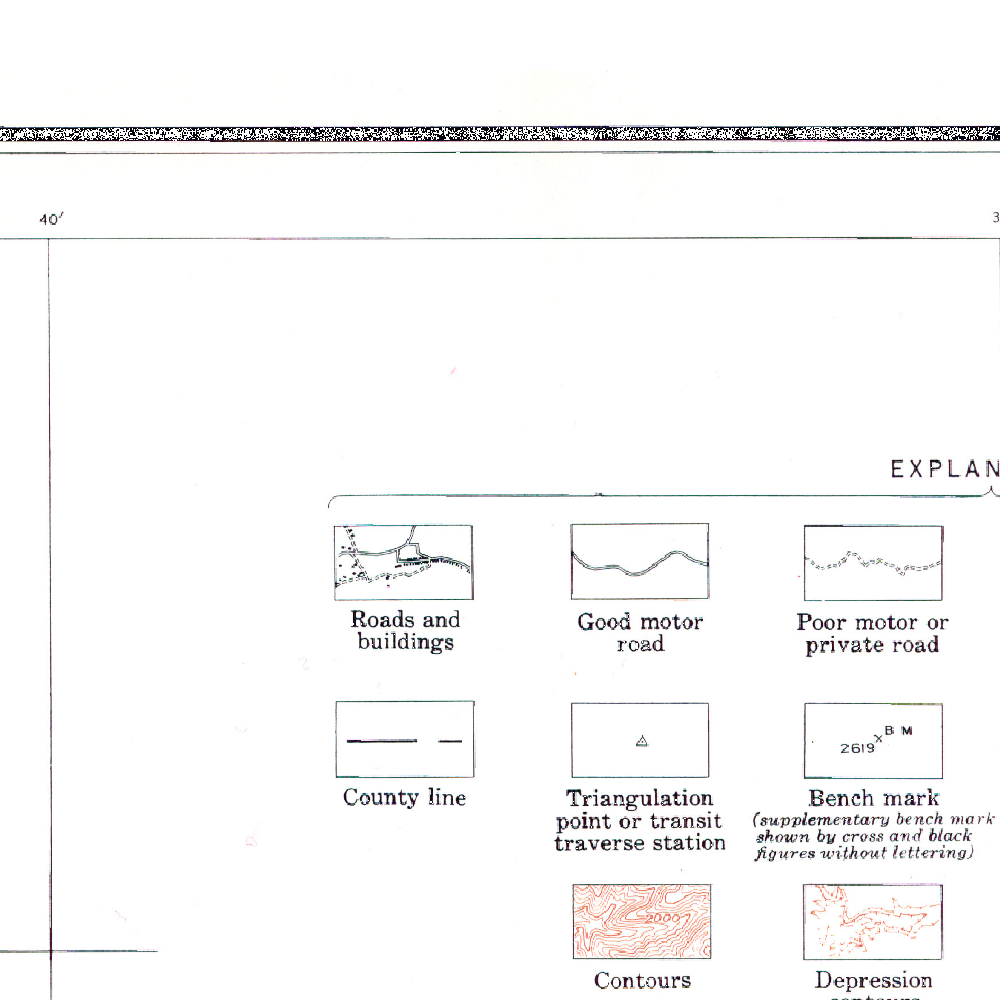 40′
3
EXPLAN
Roads and
buildings
Good motor
road
Poor motor or
private road
County line
Triangulation
point or transit
traverse station
B M
2619
Bench mark
(supplementary bench mark
shown by cross and black
figures without lettering)
2000
Contours
Depression
contours